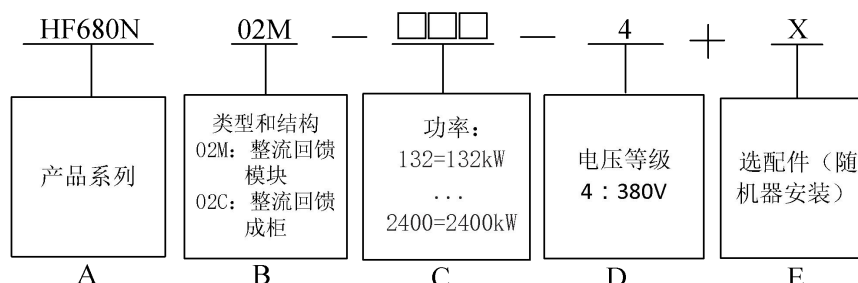 HF680N 02M — □□□ — 4 + X
产品系列
类型和结构
02M：整流回馈
模块
02C：整流回馈
成柜
功率：
132=132kW
...
2400=2400kW
电压等级
4：380V
选配件（随
机器安装）
A B C D E